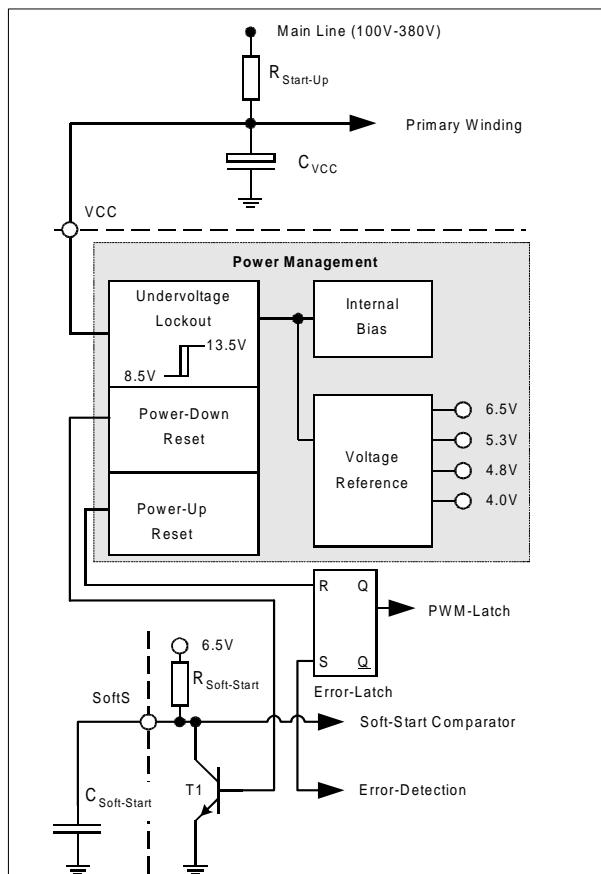 Main Line (100V-380V)
R Start-Up
Primary Winding
C VCC
VCC
Power Management
Undervoltage
Lockout
13.5V
8.5V
Internal
Bias
Power-Down
Reset
Voltage
Reference
6.5V
5.3V
4.8V
4.0V
Power-Up
Reset
R Q
PWM-Latch
S Q
Error-Latch
6.5V
R Soft-Start
SoftS
Soft-Start Comparator
T1
Error-Detection
C Soft-Start